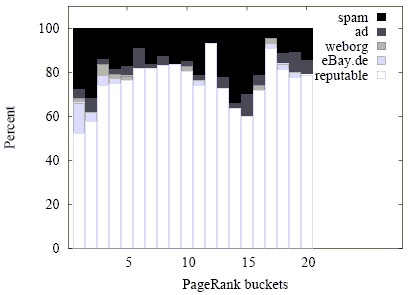 100
80
60
40
20
0
Percent
5
10
15
20
PageRank buckets
spam
ad
weborg
eBay.de
reputable